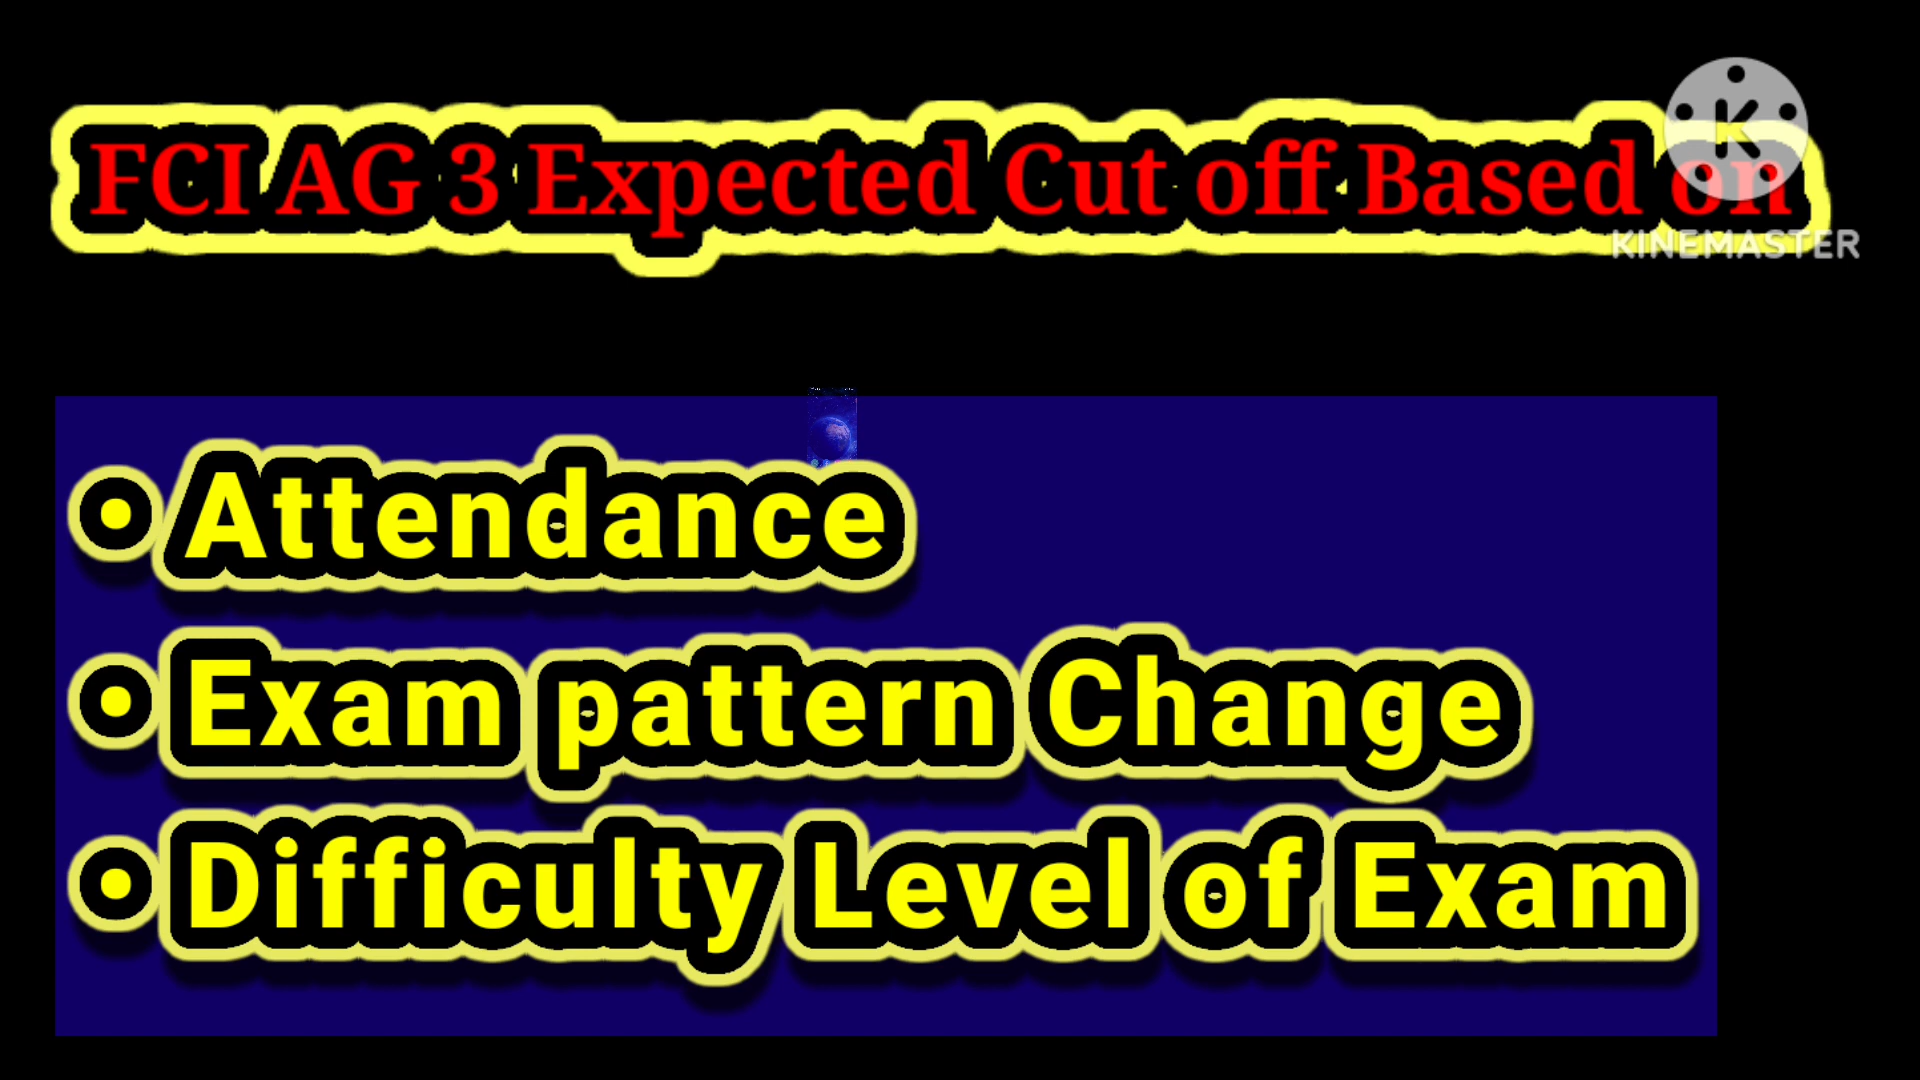 FCI AG 3 Expected Cut off Based on
KINEMASTER
• Attendance
• Exam pattern Change
• Difficulty Level of Exam